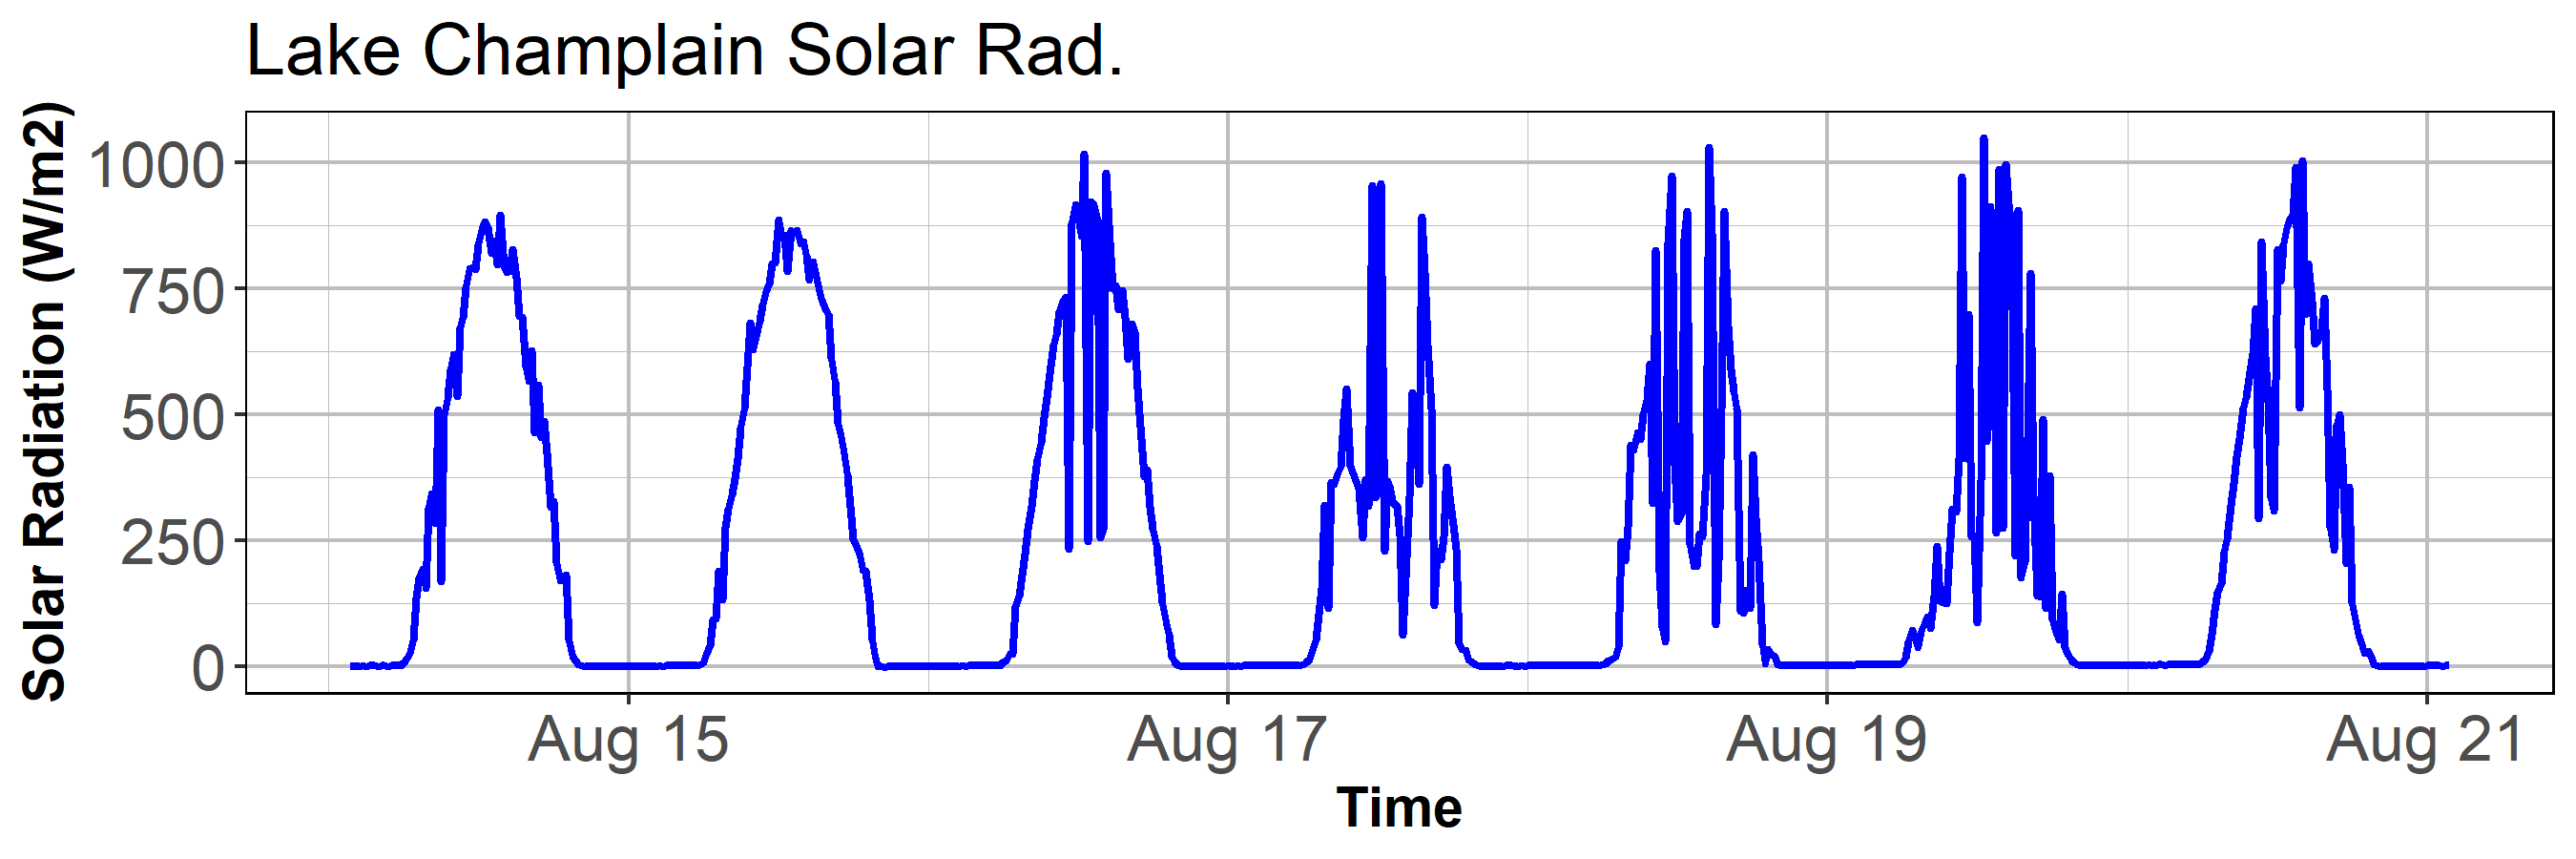 Lake Champlain Solar Rad.
Solar Radiation (W/m2)
1000
750
500
250
0
Aug 15 Aug 17 Aug 19 Aug 21
Time